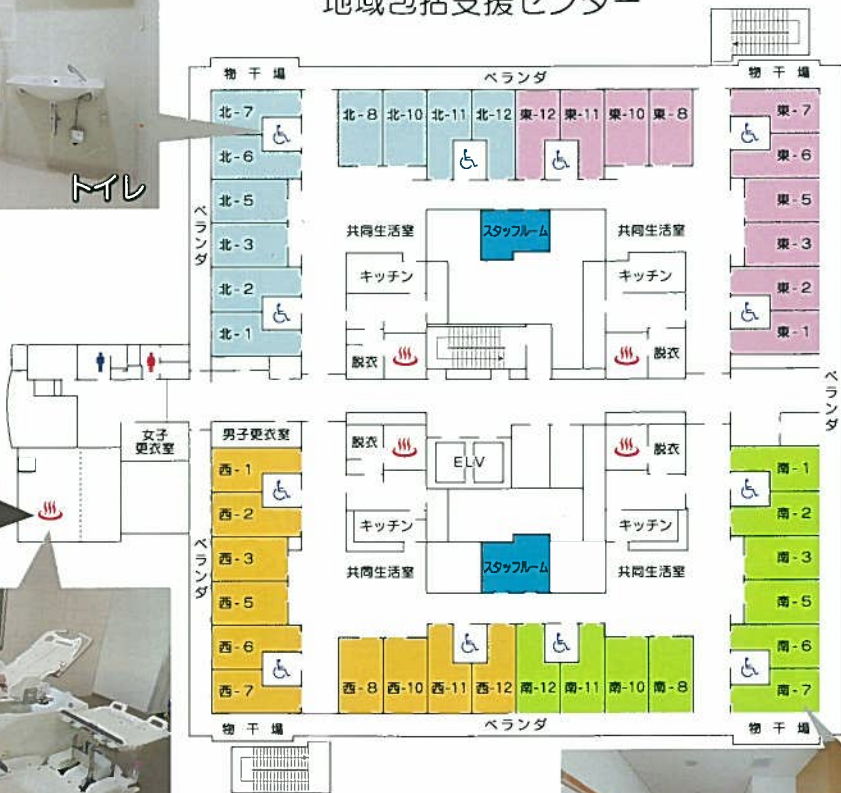 地域包括支援センター
物干場
ベランダ
物干場
北-7
北-6
北-5
北-3
北-2
北-1
北-8
北-10
北-11
北-12
東-12
東-11
東-10
東-8
東-7
東-6
東-5
東-3
東-2
東-1
トイレ
ベランダ
共同生活室
スタッフルーム
共同生活室
キッチン
キッチン
脱衣
脱衣
ベランダ
女子
更衣室
男子更衣室
脱衣
ELV
脱衣
西-1
西-2
西-3
西-5
西-6
西-7
南-1
南-2
南-3
南-5
南-6
南-7
キッチン
キッチン
ベランダ
共同生活室
スタッフルーム
共同生活室
西-8
西-10
西-11
西-12
南-12
南-11
南-10
南-8
物干場
ベランダ
物干場